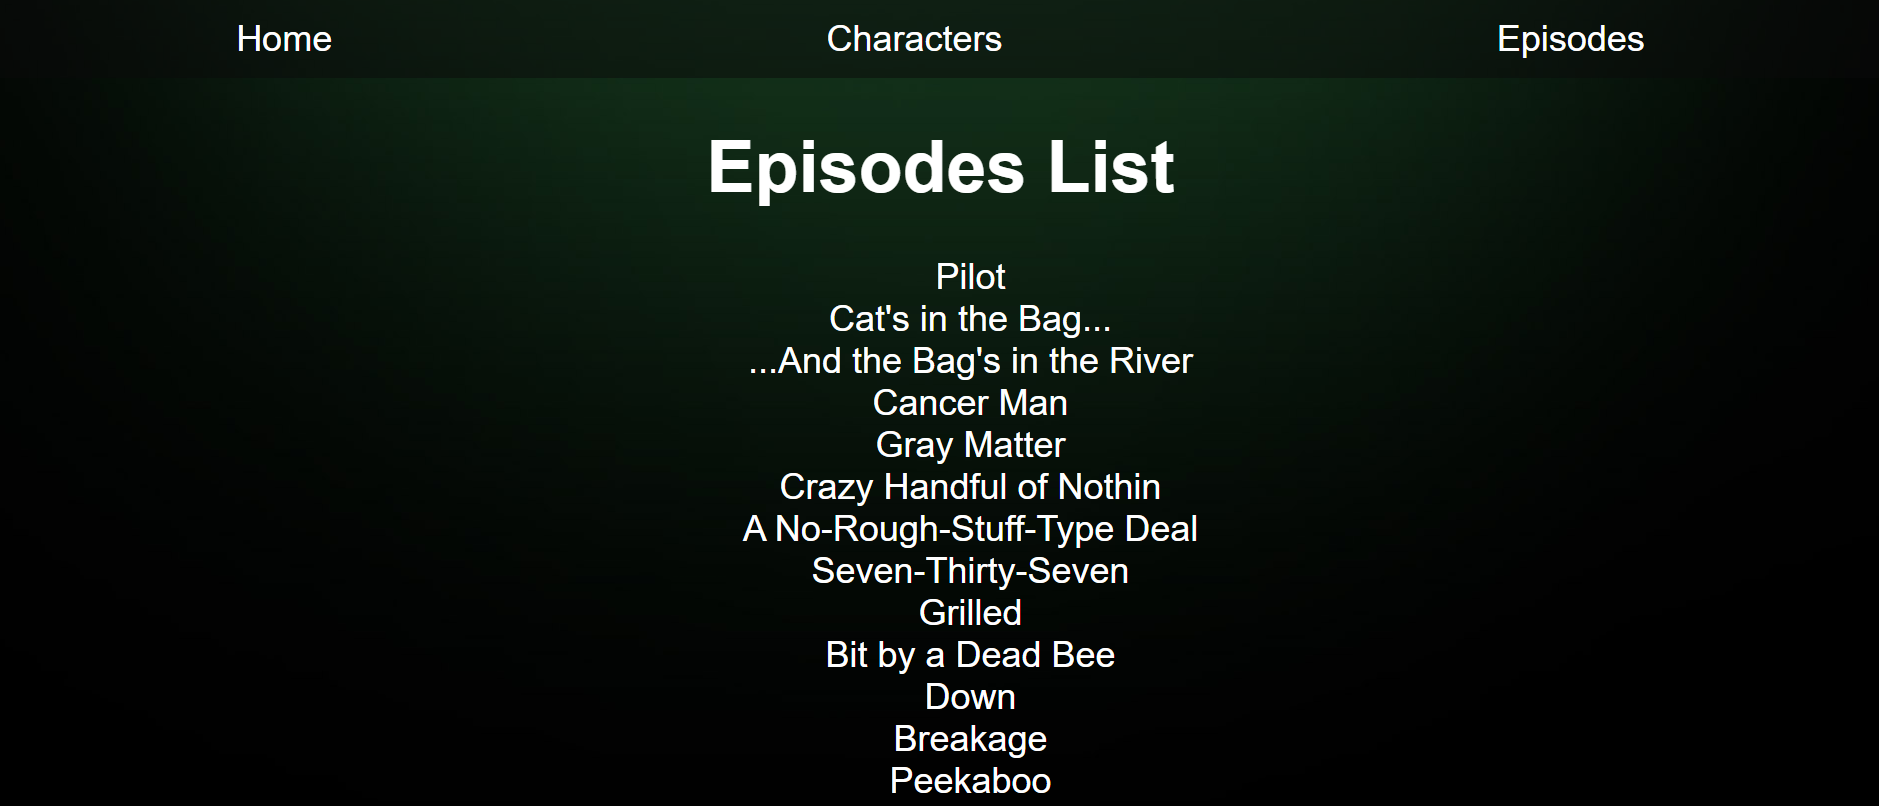 Home Characters Episodes
Episodes List
Pilot
Cat's in the Bag...
...And the Bag's in the River
Cancer Man
Gray Matter
Crazy Handful of Nothin
A No-Rough-Stuff-Type Deal
Seven-Thirty-Seven
Grilled
Bit by a Dead Bee
Down
Breakage
Peekaboo